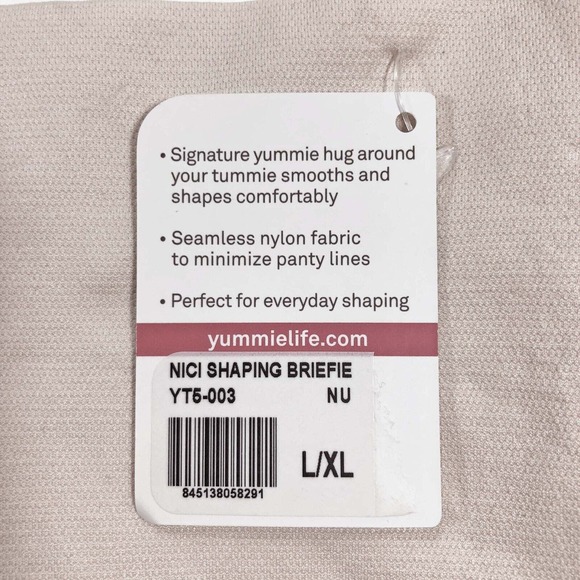 • Signature yummie hug around
your tummie smooths and
shapes comfortably
• Seamless nylon fabric
to minimize panty lines
• Perfect for everyday shaping
yummielife.com
NICI SHAPING BRIEFIE
YT5-003 NU
L/XL
845138058291